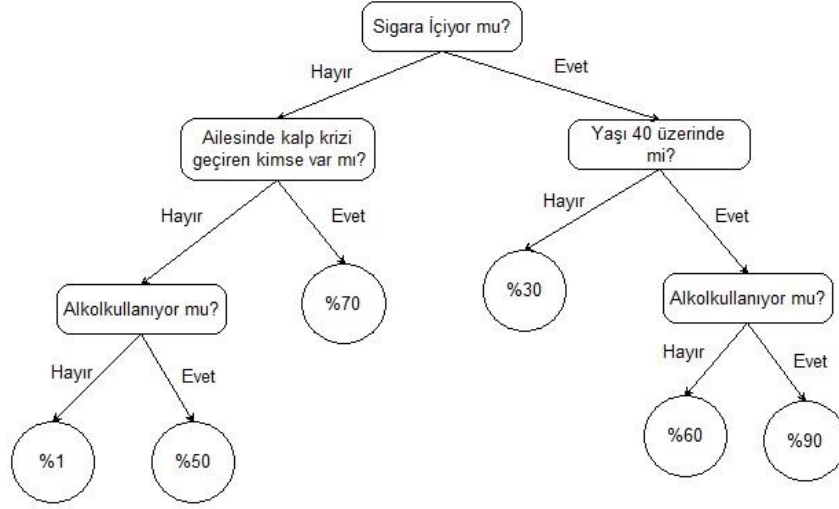 Sigara İçiyor mu?
Hayır
Evet
Ailesinde kalp krizi
geçiren kimse var mı?
Yaşı 40 üzerinde
mi?
Hayır
Evet
Hayır
Evet
Alkolkullanıyor mu?
%70
%30
Alkolkullanıyor mu?
Hayır
Evet
Hayır
Evet
%1
%50
%60
%90